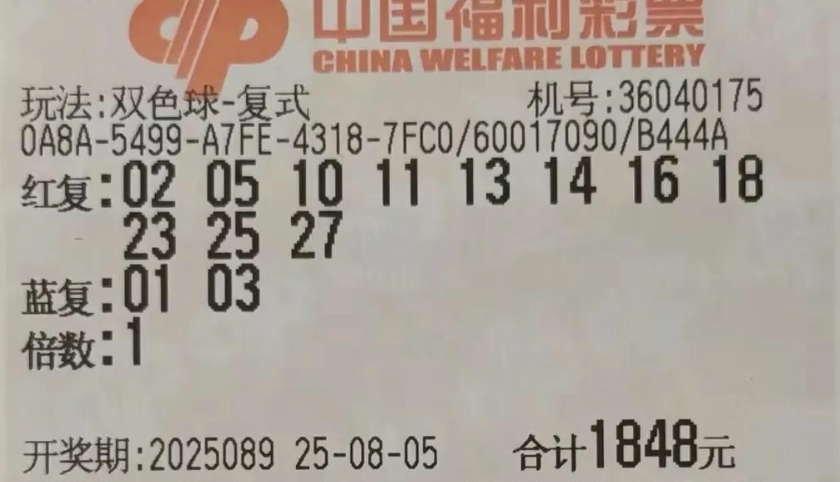 中国福利彩票
CHINA WELFARE LOTTERY
玩法:双色球-复式 机号:36040175
0A8A-5499-A7FE-4318-7FC0/60017090/B444A
红复:02 05 10 11 13 14 16 18
23 25 27
蓝复:01 03
倍数:1
开奖期:2025089 25-08-05 合计1848元